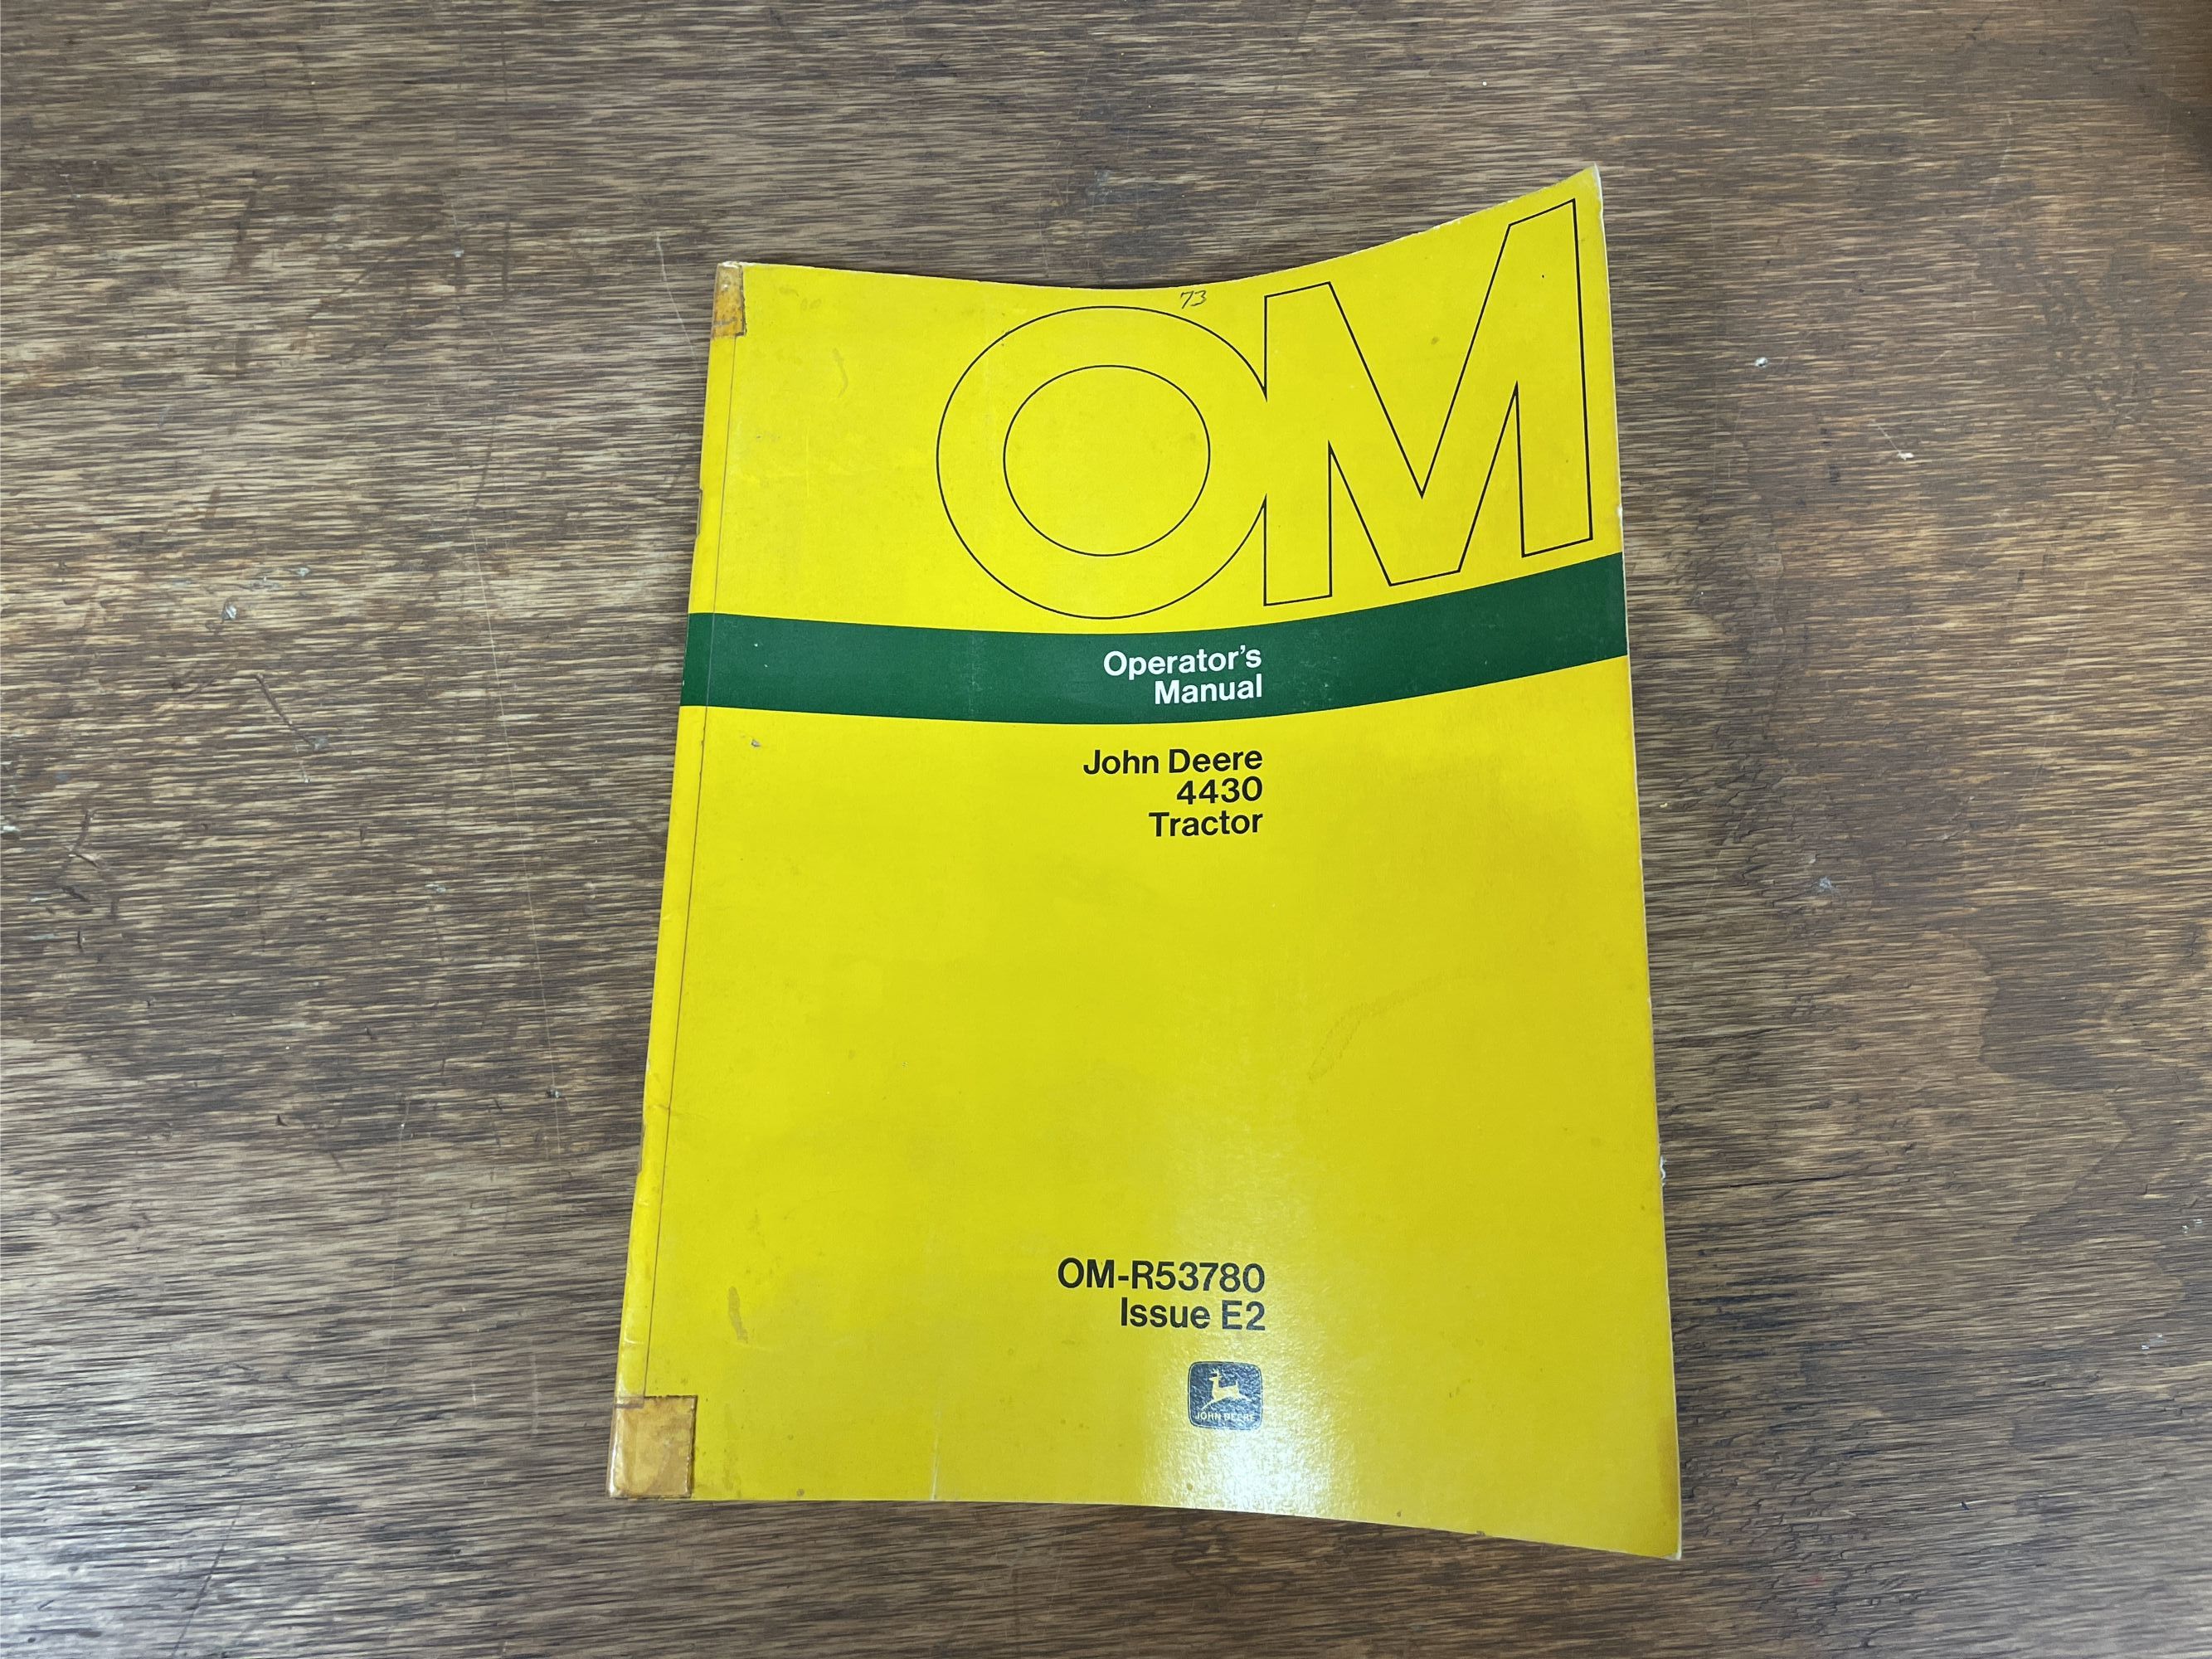 73
OM
Operator's
Manual
John Deere
4430
Tractor
OM-R53780
Issue E2
JOHN DEERE